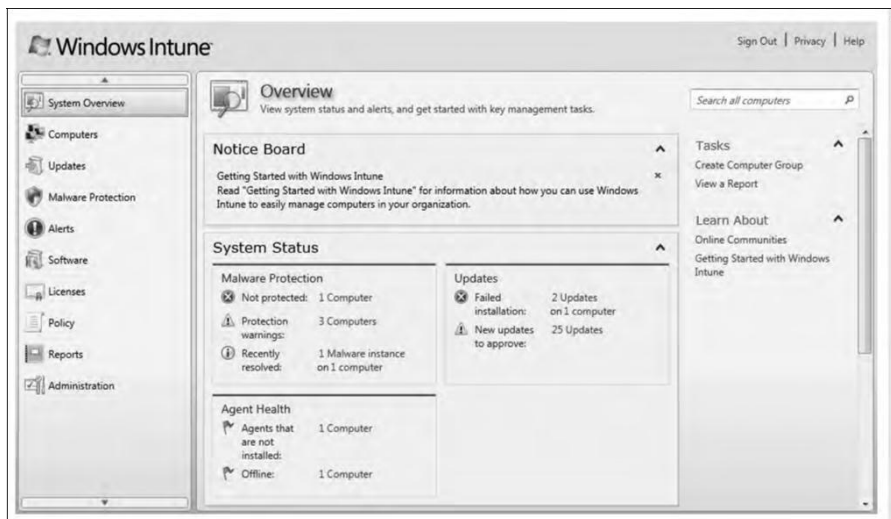 Windows Intune
Sign Out | Privacy | Help
System Overview
Computers
Updates
Malware Protection
Alerts
Software
Licenses
Policy
Reports
Administration
Overview
View system status and alerts, and get started with key management tasks.
Notice Board
Getting Started with Windows Intune
Read "Getting Started with Windows Intune" for information about how you can use Windows
Intune to easily manage computers in your organization.
System Status
Malware Protection
Not protected: 1 Computer
Protection 3 Computers
warnings:
Recently 1 Malware instance
resolved: on 1 computer
Updates
Failed 2 Updates
installation: on 1 computer
New updates 25 Updates
to approve:
Agent Health
Agents that 1 Computer
are not
installed:
Offline: 1 Computer
Search all computers
Tasks
Create Computer Group
View a Report
Learn About
Online Communities
Getting Started with Windows
Intune